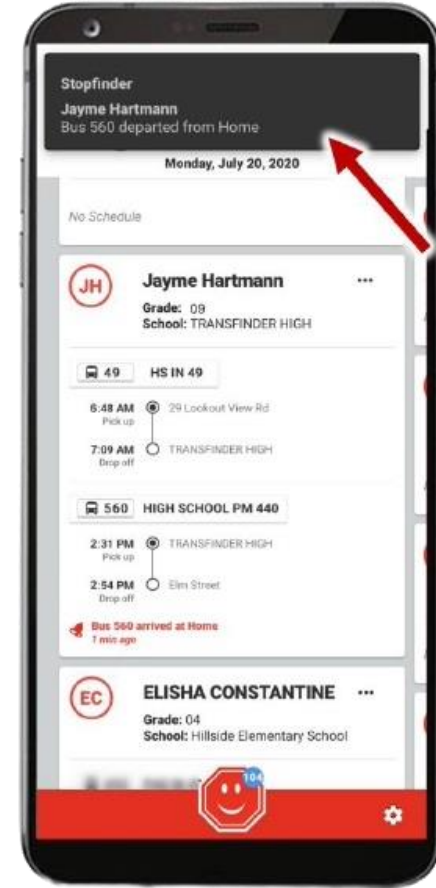 Stopfinder
Jayme Hartmann
Bus 560 departed from Home
Monday, July 20, 2020
No Schedule
JH
Jayme Hartmann
...
Grade: 09
School: TRANSFINDER HIGH
49 HS IN 49
6:48 AM 29 Lookout View Rd
Pick up
7:09 AM TRANSFINDER HIGH
Drop off
560 HIGH SCHOOL PM 440
2:31 PM TRANSFINDER HIGH
Pick up
2:54 PM Elm Street
Drop off
Bus 560 arrived at Home
1 min ago
EC
ELISHA CONSTANTINE
...
Grade: 04
School: Hillside Elementary School
104